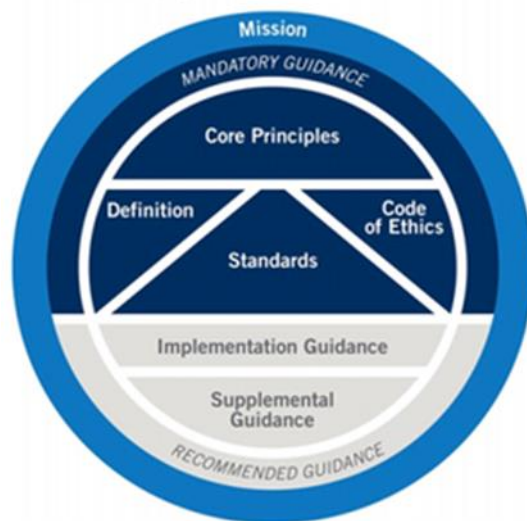 Mission
MANDATORY GUIDANCE
Core Principles
Definition
Code
of Ethics
Standards
Implementation Guidance
Supplemental
Guidance
RECOMMENDED GUIDANCE